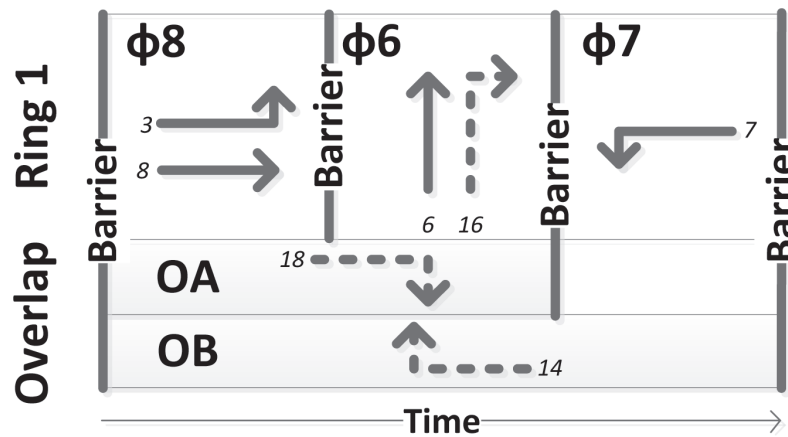 Ring 1
Overlap
ϕ8
ϕ6
ϕ7
Barrier
Barrier
Barrier
Barrier
3
8
7
6
16
18
OA
OB
14
Time